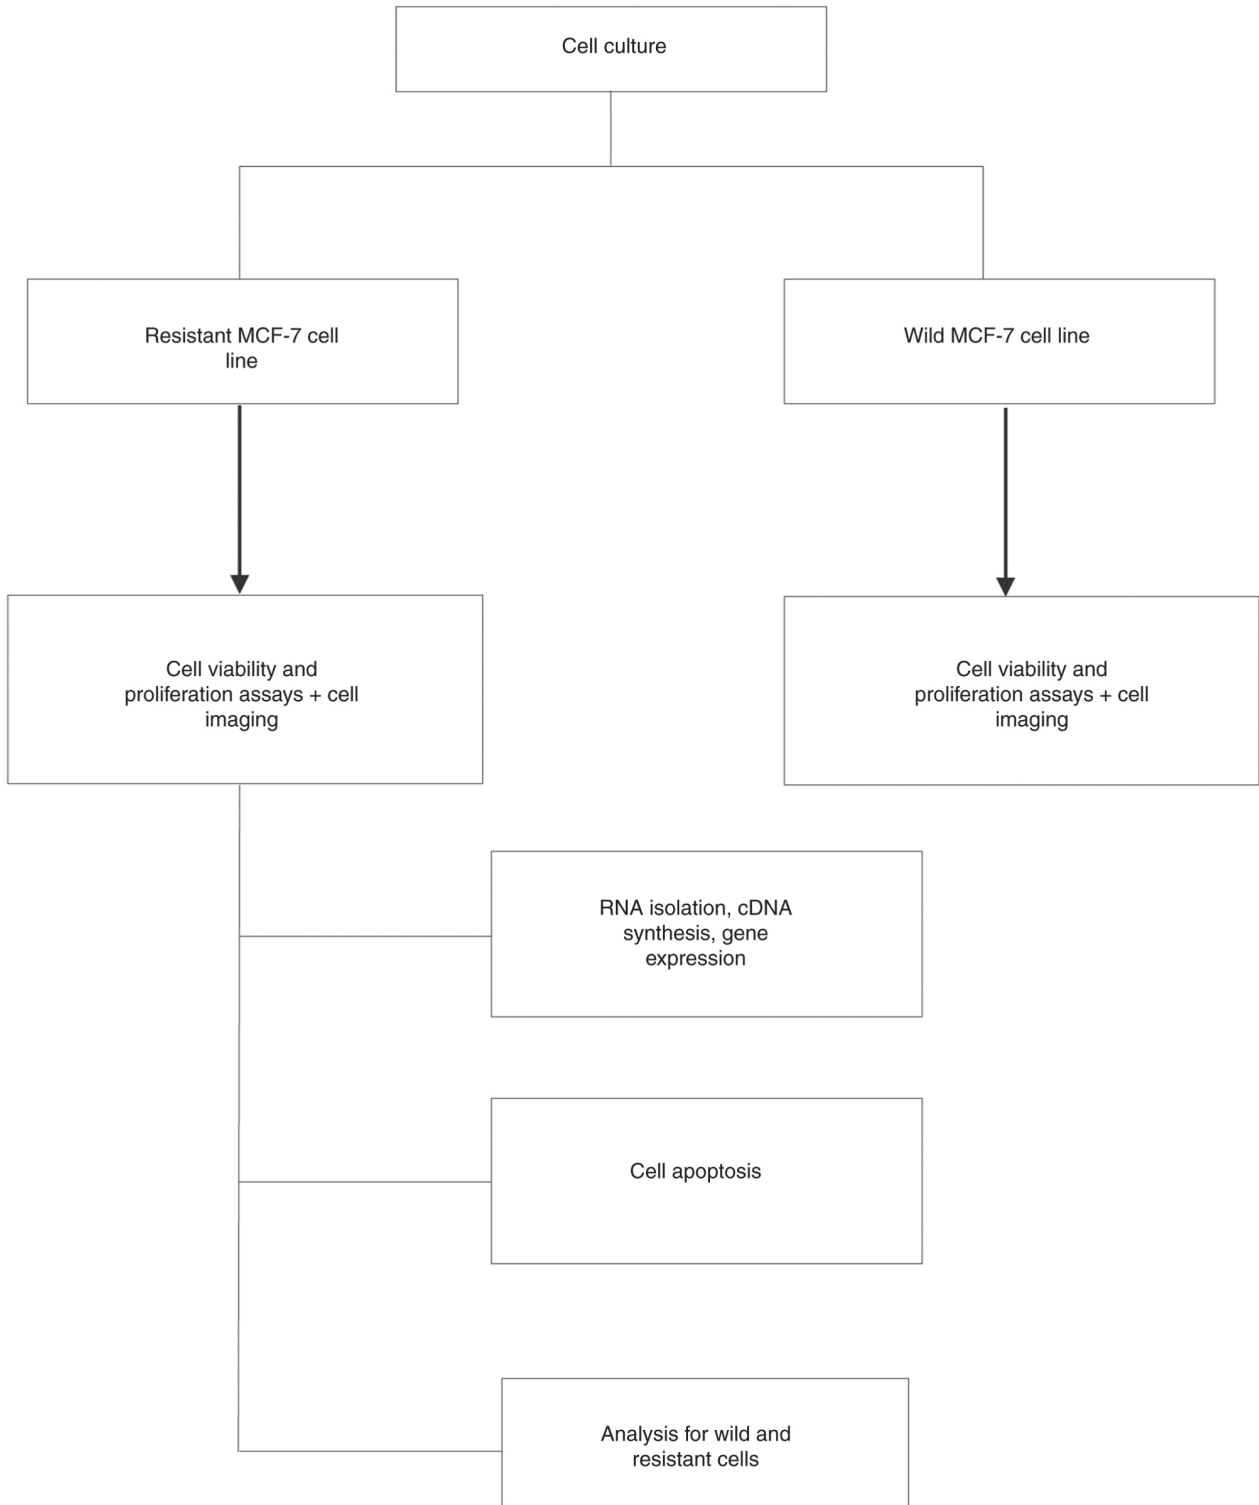 Cell culture
Resistant MCF-7 cell
line
Wild MCF-7 cell line
Cell viability and
proliferation assays + cell
imaging
Cell viability and
proliferation assays + cell
imaging
RNA isolation, cDNA
synthesis, gene
expression
Cell apoptosis
Analysis for wild and
resistant cells